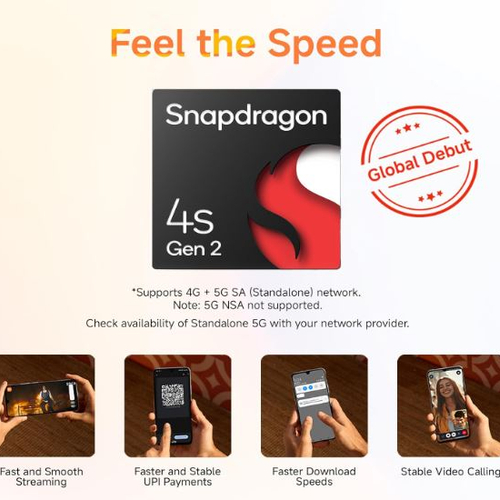 Feel the Speed
Snapdragon
4s
Gen 2
Global Debut
*Supports 4G + 5G SA (Standalone) network.
Note: 5G NSA not supported.
Check availability of Standalone 5G with your network provider.
Fast and Smooth
Streaming
Faster and Stable
UPI Payments
Faster Download
Speeds
Stable Video Calling